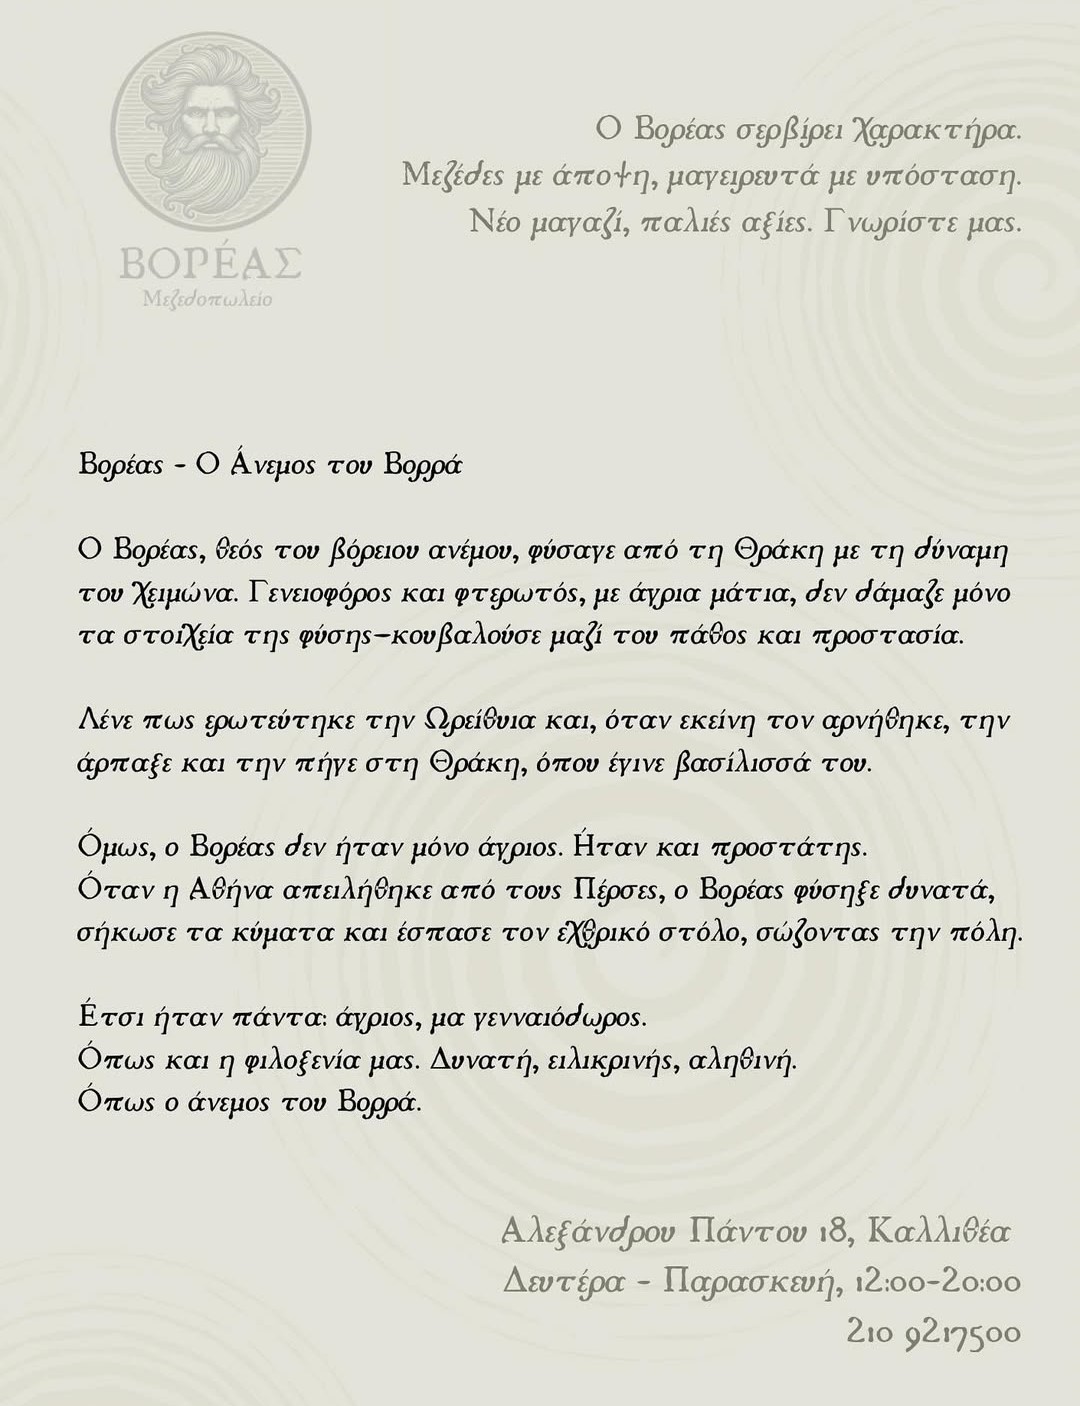 ΒΟΡΈΑΣ
Μεζεδοπωλείο
Ο Βορέας σερβίρει Χαρακτήρα.
Μεζέδες με άποψη, μαγειρευτά με υπόσταση.
Νέο μαγαζί, παλιές αξίες. Γνωρίστε μας.
Βορέας - Ο Άνεμος του Βορρά
Ο Βορέας, θεός του βόρειου ανέμου, φύσαγε από τη Θράκη με τη δύναμη
του Χειμώνα. Γενειοφόρος και φτερωτός, με άγρια μάτια, δεν δάμαζε μόνο
τα στοιχεία της φύσης–κουβαλούσε μαζί του πάθος και προστασία.
Λένε πως ερωτεύτηκε την Ωρείθυια και, όταν εκείνη τον αρνήθηκε, την
άρπαξε και την πήγε στη Θράκη, όπου έγινε βασίλισσά του.
Όμως, ο Βορέας δεν ήταν μόνο άγριος. Ήταν και προστάτης.
Όταν η Αθήνα απειλήθηκε από τους Πέρσες, ο Βορέας φύσηξε δυνατά,
σήκωσε τα κύματα και έσπασε τον εχθρικό στόλο, σώζοντας την πόλη.
Έτσι ήταν πάντα: άγριος, μα γενναιόδωρος.
Όπως και η φιλοξενία μας. Δυνατή, ειλικρινής, αληθινή.
Όπως ο άνεμος του Βορρά.
Αλεξάνδρου Πάντου 18, Καλλιθέα
Δευτέρα - Παρασκευή, 12:00-20:00
210 9217500